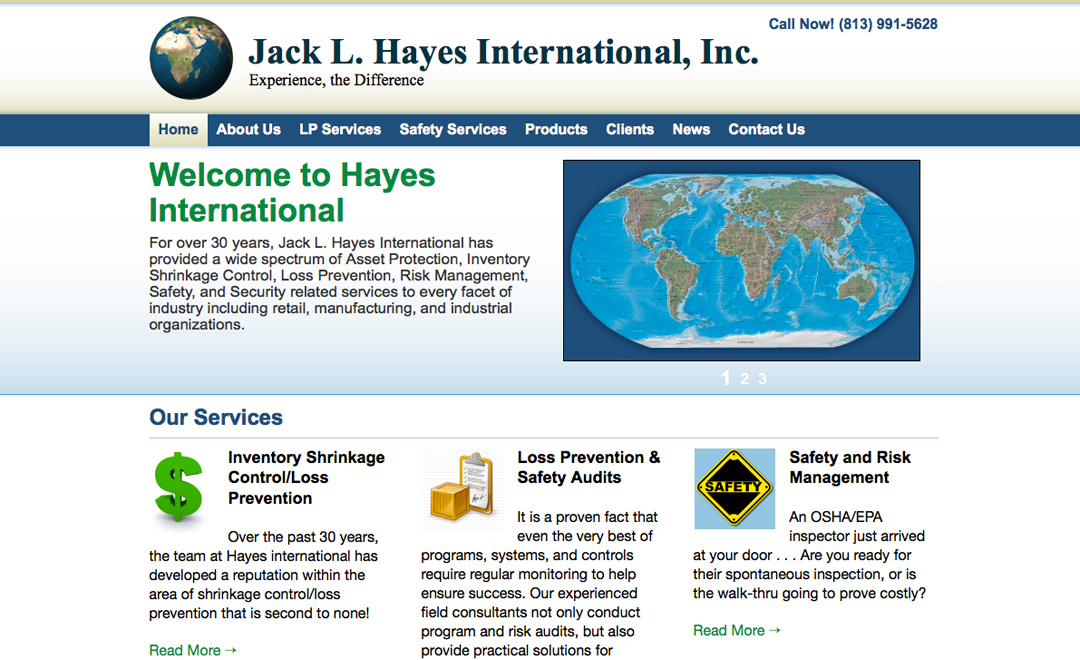 Call Now! (813) 991-5628
Jack L. Hayes International, Inc.
Experience, the Difference
Home About Us LP Services Safety Services Products Clients News Contact Us
Welcome to Hayes
International
For over 30 years, Jack L. Hayes International has
provided a wide spectrum of Asset Protection, Inventory
Shrinkage Control, Loss Prevention, Risk Management,
Safety, and Security related services to every facet of
industry including retail, manufacturing, and industrial
organizations.
1 2 3
Our Services
Inventory Shrinkage
Control/Loss
Prevention
Over the past 30 years,
the team at Hayes international has
developed a reputation within the
area of shrinkage control/loss
prevention that is second to none!
Read More →
Loss Prevention &
Safety Audits
It is a proven fact that
even the very best of
programs, systems, and controls
require regular monitoring to help
ensure success. Our experienced
field consultants not only conduct
program and risk audits, but also
provide practical solutions for
SAFETY
Safety and Risk
Management
An OSHA/EPA
inspector just arrived
at your door . . . Are you ready for
their spontaneous inspection, or is
the walk-thru going to prove costly?
Read More →